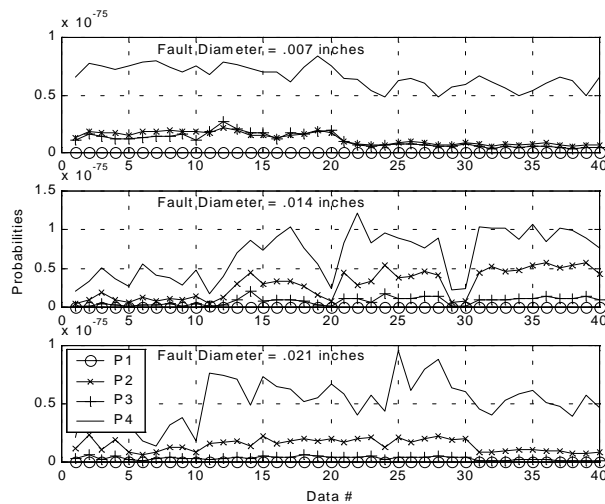 x 10^-75
1
Fault Diameter = .007 inches
0.5
0
0 5 10 15 20 25 30 35 40
x 10^-75
1.5
Fault Diameter = .014 inches
1
Probabilities
0.5
0
0 5 10 15 20 25 30 35 40
x 10^-75
1
Fault Diameter = .021 inches
P1
P2
0.5
P3
P4
0
0 5 10 15 20 25 30 35 40
Data #